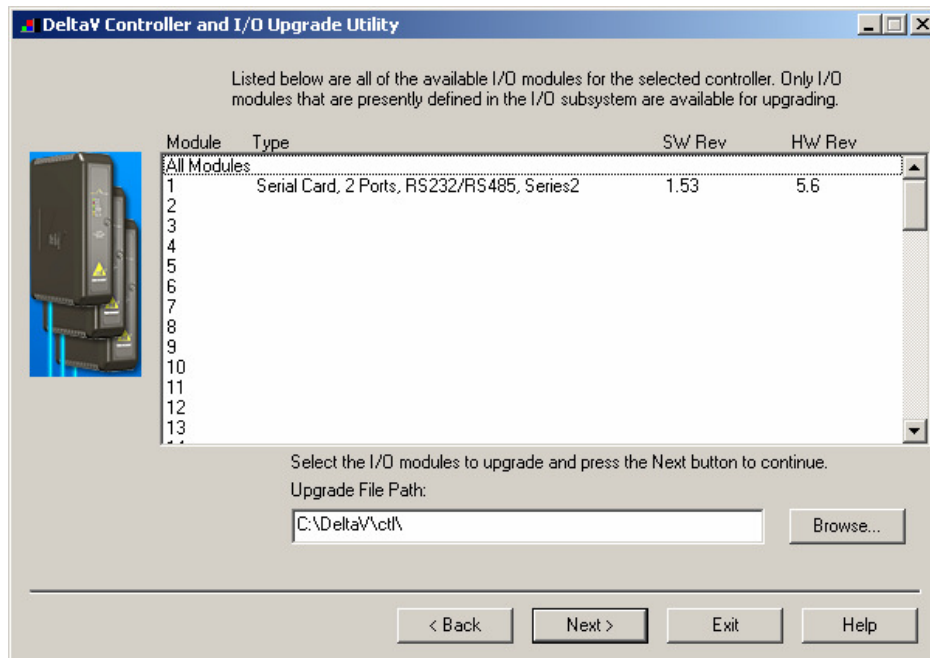 DeltaV Controller and I/O Upgrade Utility
Listed below are all of the available I/O modules for the selected controller. Only I/O
modules that are presently defined in the I/O subsystem are available for upgrading.
Module Type SW Rev HW Rev
All Modules
1 Serial Card, 2 Ports, RS232/RS485, Series2 1.53 5.6
2
3
4
5
6
7
8
9
10
11
12
13
Select the I/O modules to upgrade and press the Next button to continue.
Upgrade File Path:
C:\DeltaV\ctl\
Browse...
< Back Next > Exit Help